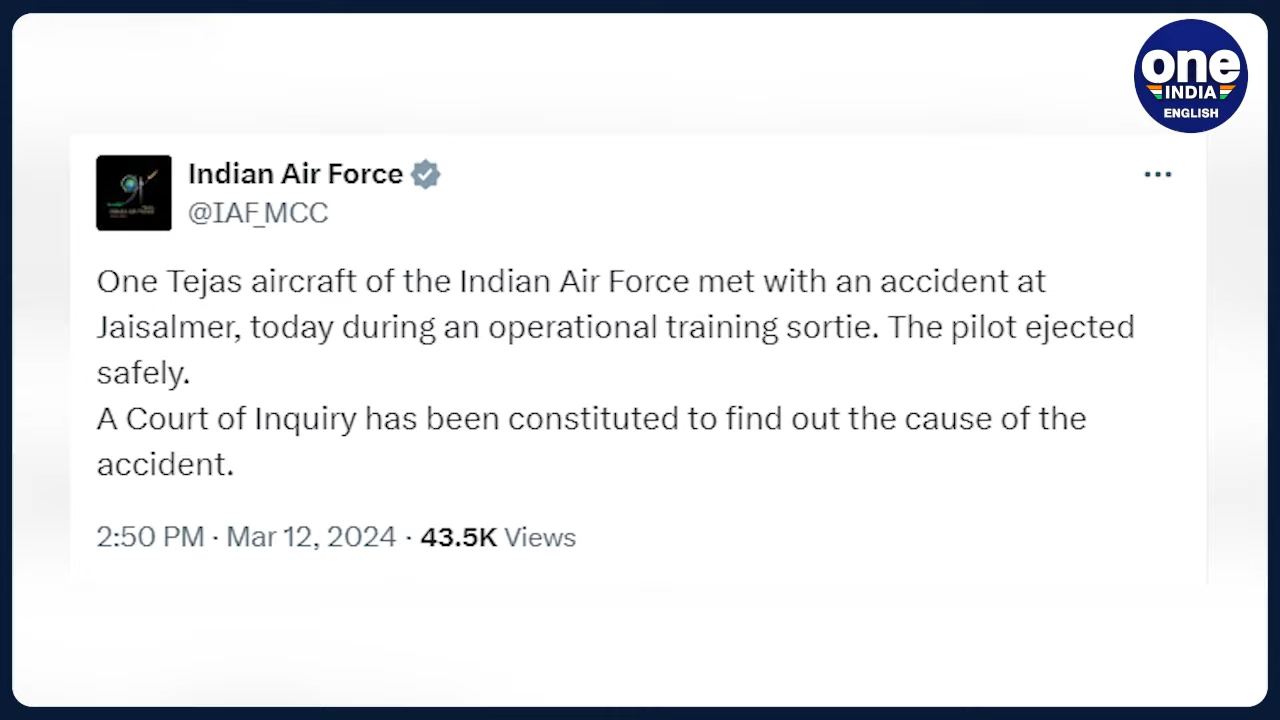 one
INDIA
ENGLISH
Indian Air Force
@IAF_MCC
One Tejas aircraft of the Indian Air Force met with an accident at
Jaisalmer, today during an operational training sortie. The pilot ejected
safely.
A Court of Inquiry has been constituted to find out the cause of the
accident.
2:50 PM · Mar 12, 2024 · 43.5K Views